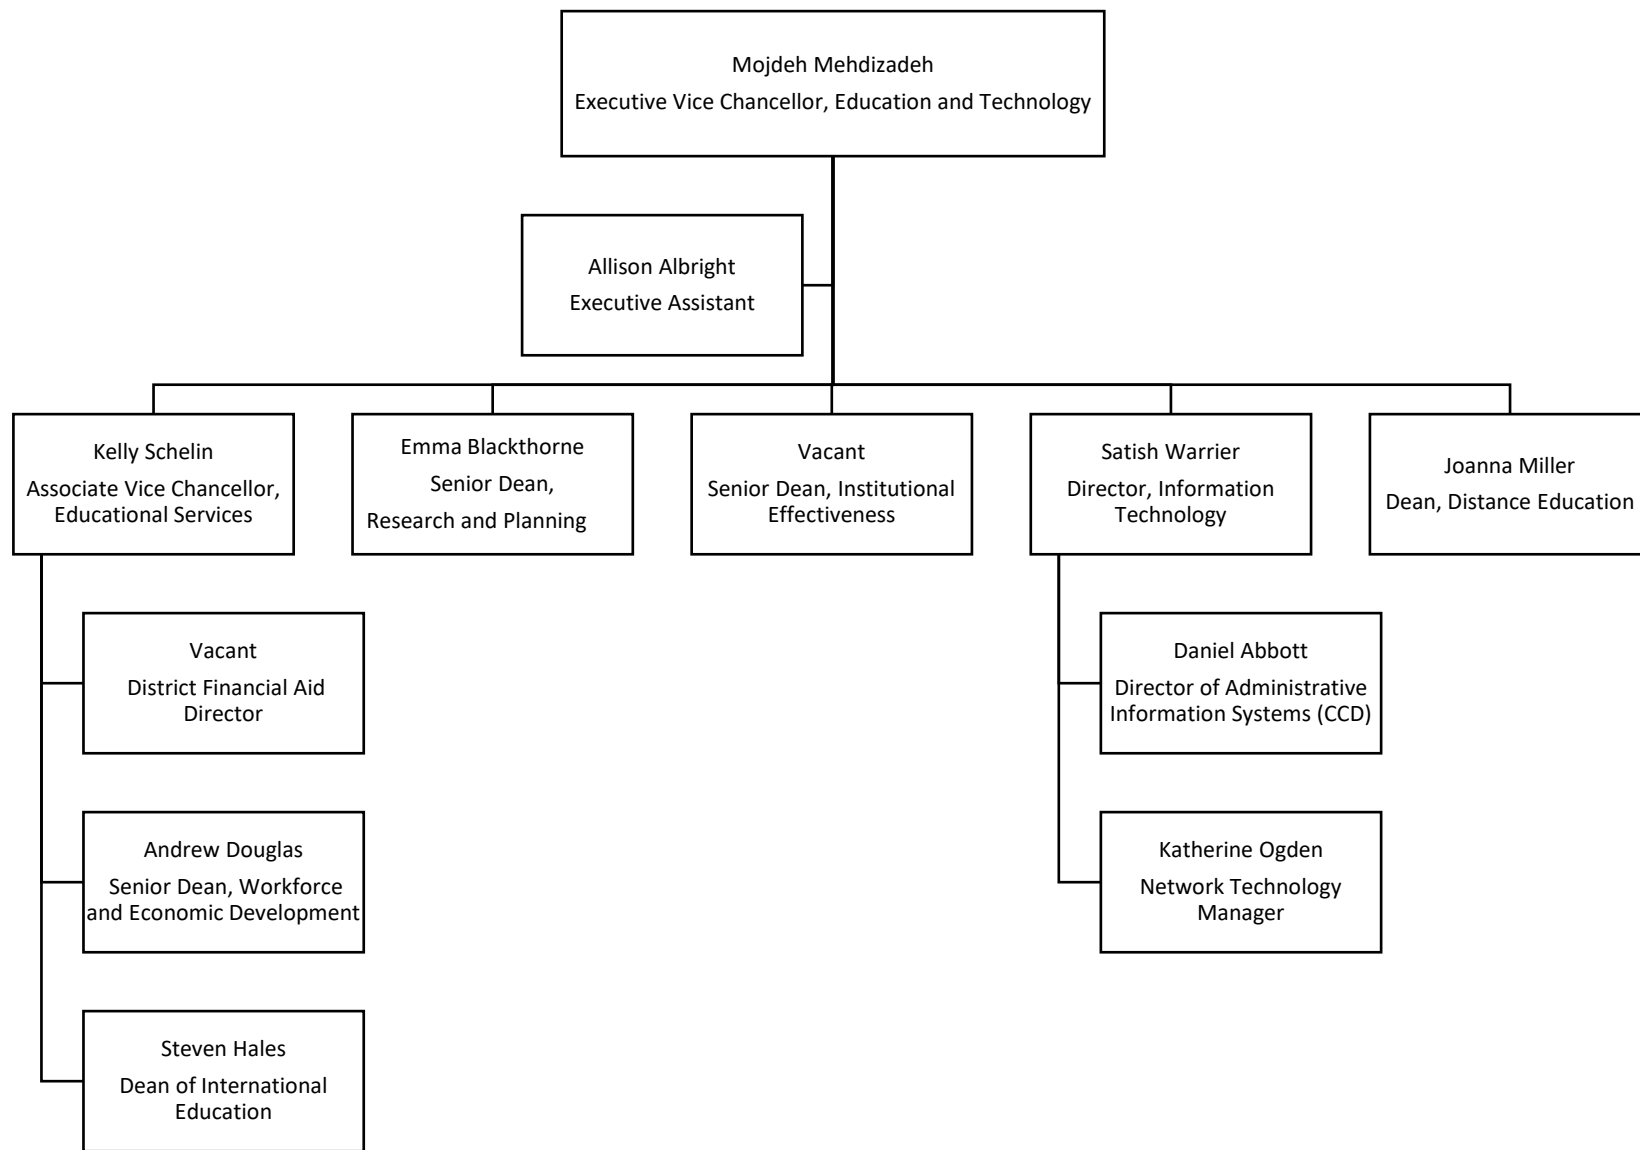 Mojdeh Mehdizadeh
Executive Vice Chancellor, Education and Technology
Allison Albright
Executive Assistant
Kelly Schelin
Associate Vice Chancellor,
Educational Services
Emma Blackthorne
Senior Dean,
Research and Planning
Vacant
Senior Dean, Institutional
Effectiveness
Satish Warrier
Director, Information
Technology
Joanna Miller
Dean, Distance Education
Vacant
District Financial Aid
Director
Andrew Douglas
Senior Dean, Workforce
and Economic Development
Steven Hales
Dean of International
Education
Daniel Abbott
Director of Administrative
Information Systems (CCD)
Katherine Ogden
Network Technology
Manager